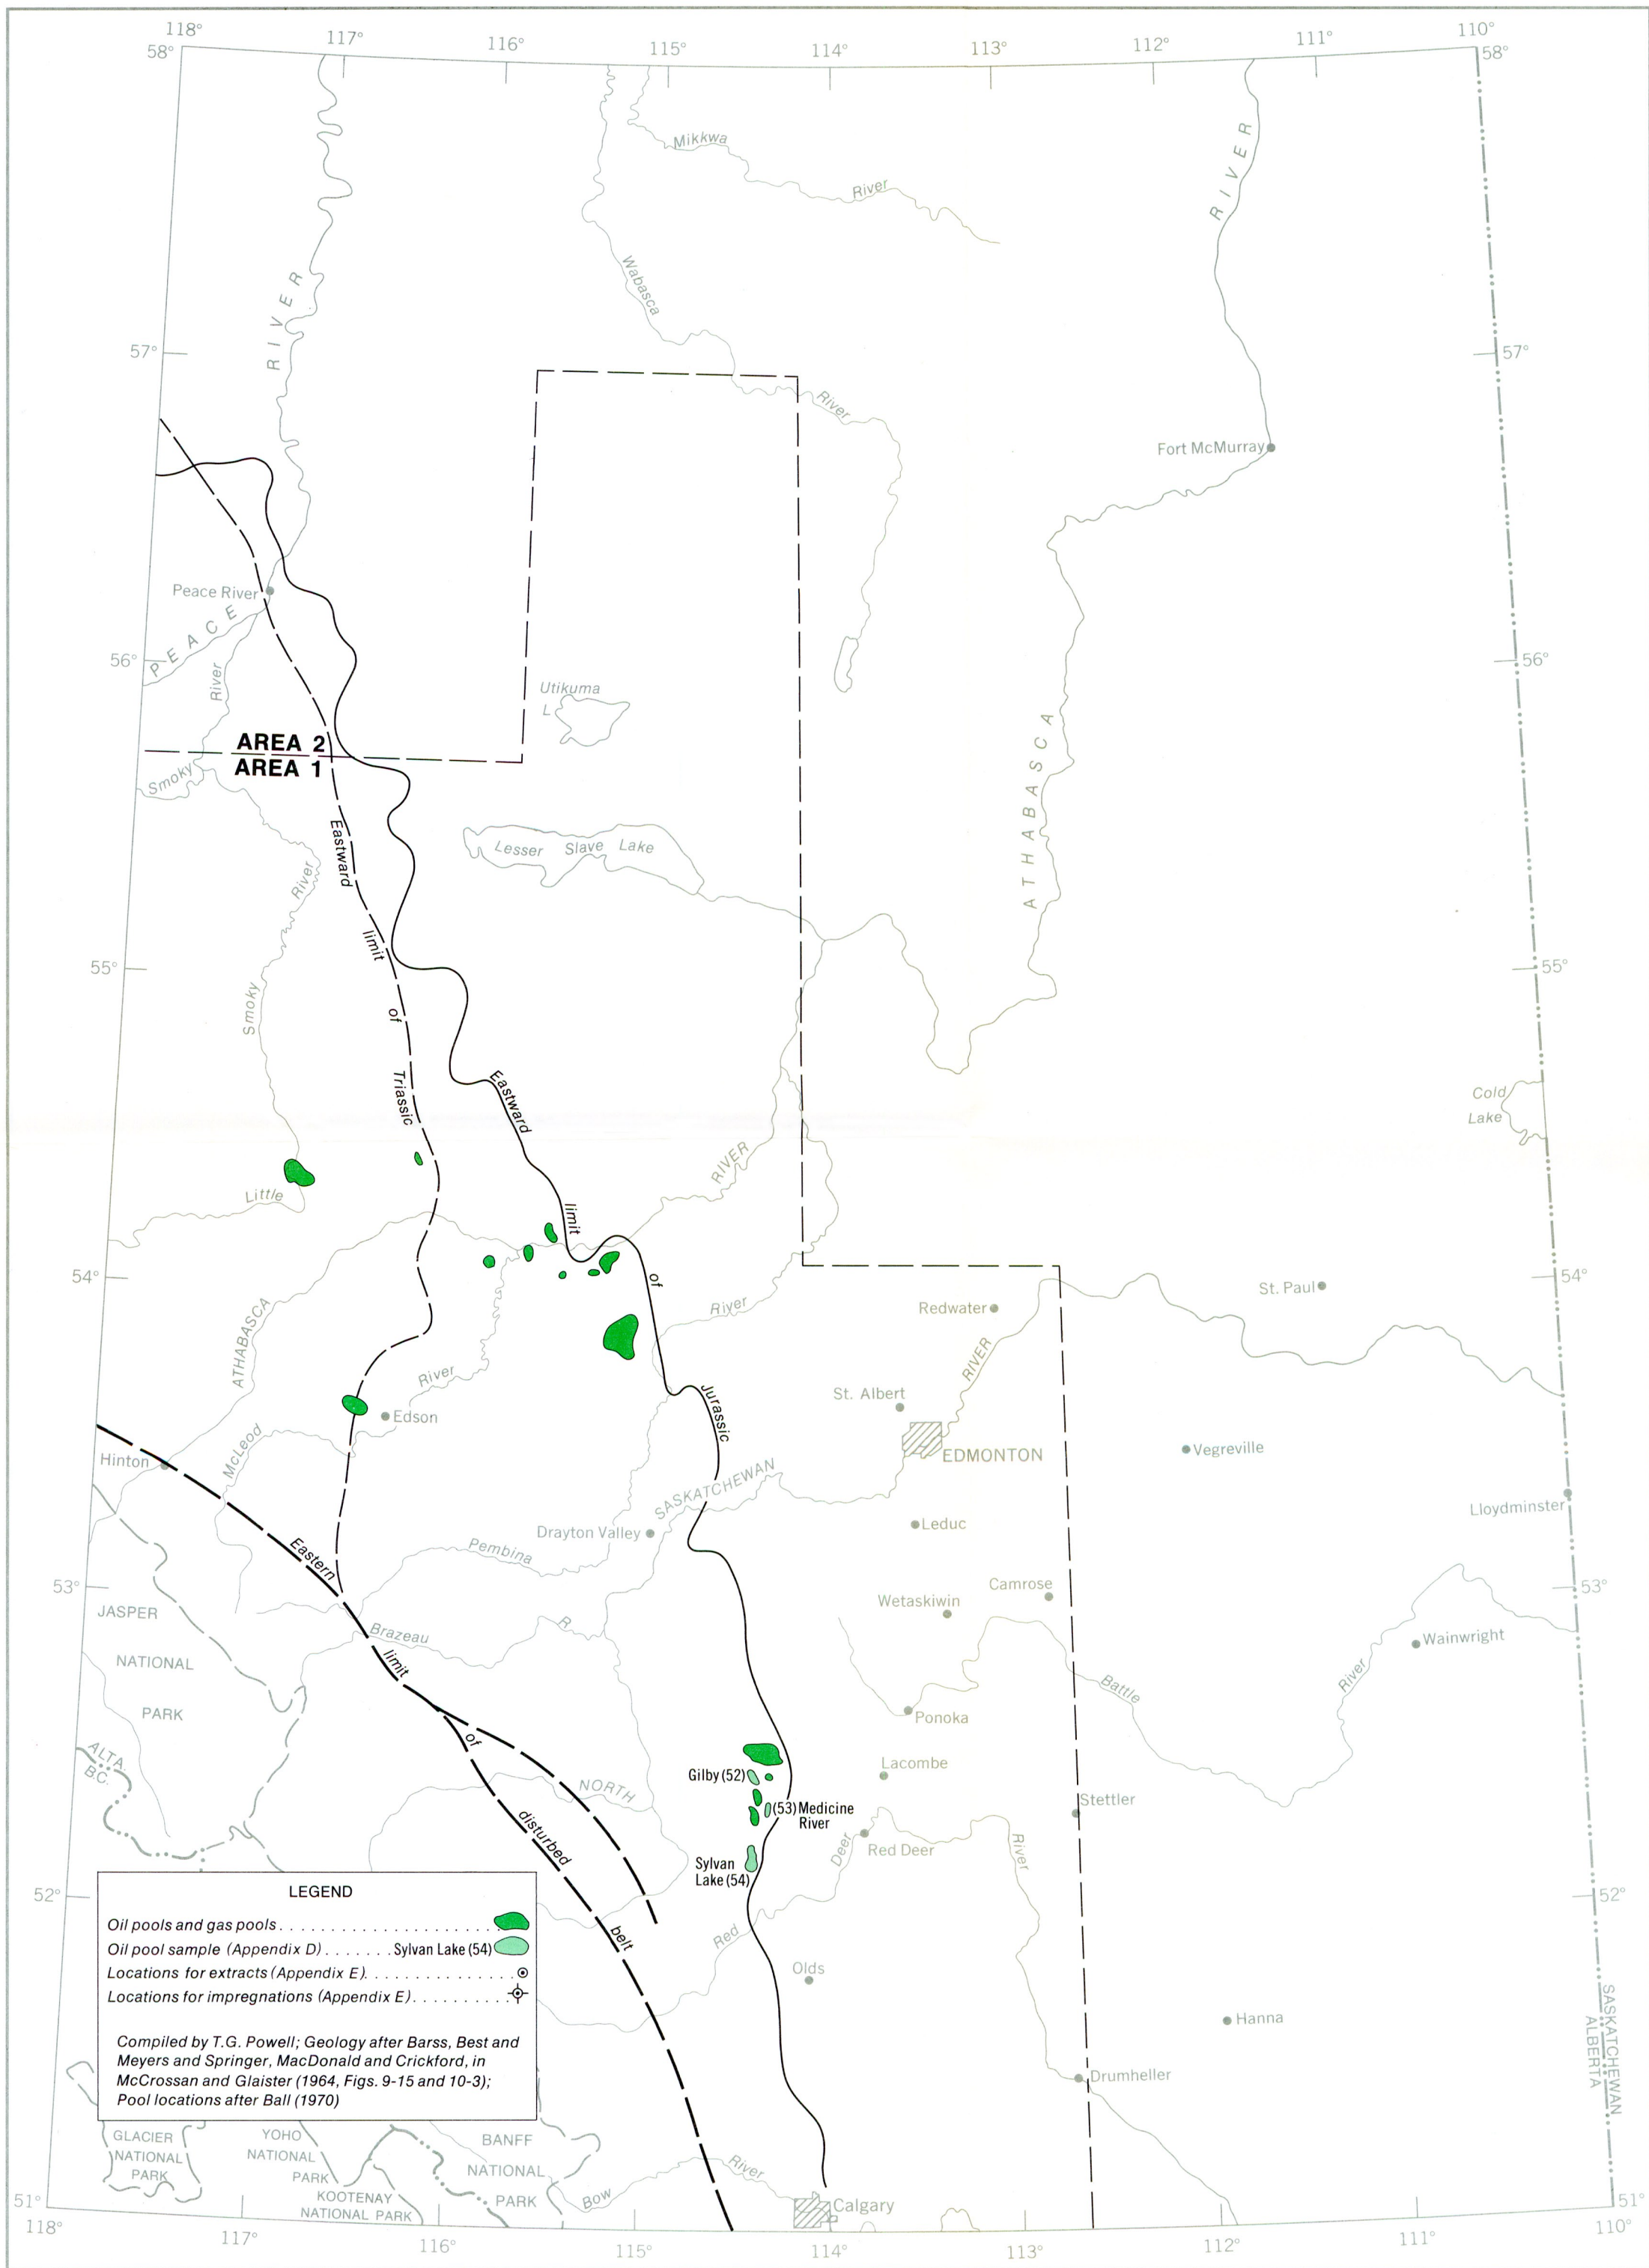 118° 117° 116° 115° 114° 113° 112° 111° 110°
58° 58°
Mikkwa
River
RIVER
Wabasca
RIVER
57° 57°
River
Fort McMurray
Peace River
PEACE
River
56° 56°
Utikuma
L
AREA 2
AREA 1
Smoky
ATHABASCA
Eastward
Lesser Slave Lake
River
limit
55° 55°
of
Smoky
Triassic
Eastward
Cold
Lake
RIVER
Little
limit
54° of 54°
St. Paul
River
Redwater
ATHABASCA
RIVER
River
St. Albert
Jurassic
Edson
EDMONTON
Vegreville
McLeod
Hinton
SASKATCHEWAN
Lloydminster
Leduc
Drayton Valley
Pembina
Eastern
53° 53°
Camrose
Wetaskiwin
JASPER
NATIONAL
PARK
Brazeau
R
limit
Wainwright
River
Battle
Ponoka
of
ALTA.
B.C.
Lacombe
Gilby (52)
NORTH
Stettler
(53) Medicine
River
disturbed
Deer
Red Deer
River
Sylvan
Lake (54)
52° 52°
LEGEND
Oil pools and gas pools
Oil pool sample (Appendix D) Sylvan Lake (54)
Locations for extracts (Appendix E)
Locations for impregnations (Appendix E)
Compiled by T.G. Powell; Geology after Barss, Best and
Meyers and Springer, MacDonald and Crickford, in
McCrossan and Glaister (1964, Figs. 9-15 and 10-3);
Pool locations after Ball (1970)
belt
Red
Olds
Hanna
SASKATCHEWAN
ALBERTA
Drumheller
GLACIER
NATIONAL
PARK
YOHO
NATIONAL
PARK
BANFF
NATIONAL
PARK
KOOTENAY
NATIONAL PARK
Bow
River
Calgary
51° 51°
118° 117° 116° 115° 114° 113° 112° 111° 110°